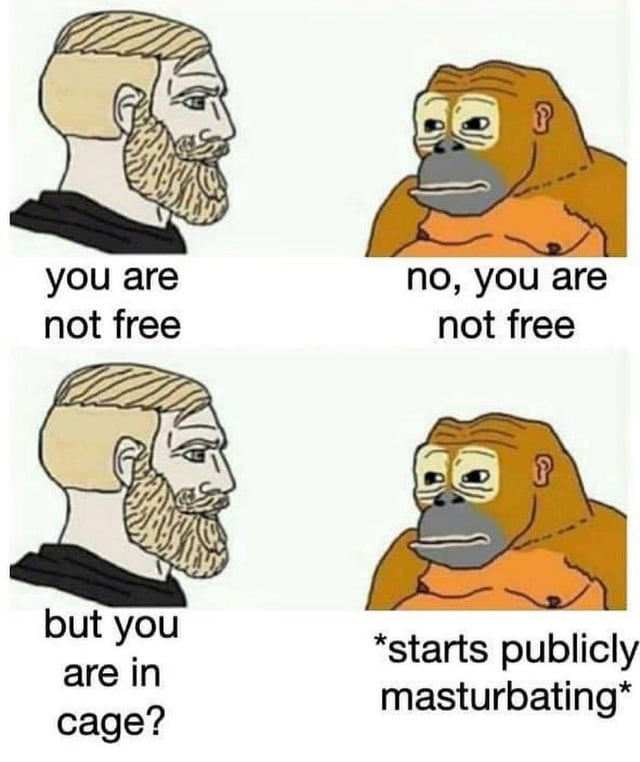 you are
not free
no, you are
not free
but you
are in
cage?
*starts publicly
masturbating*